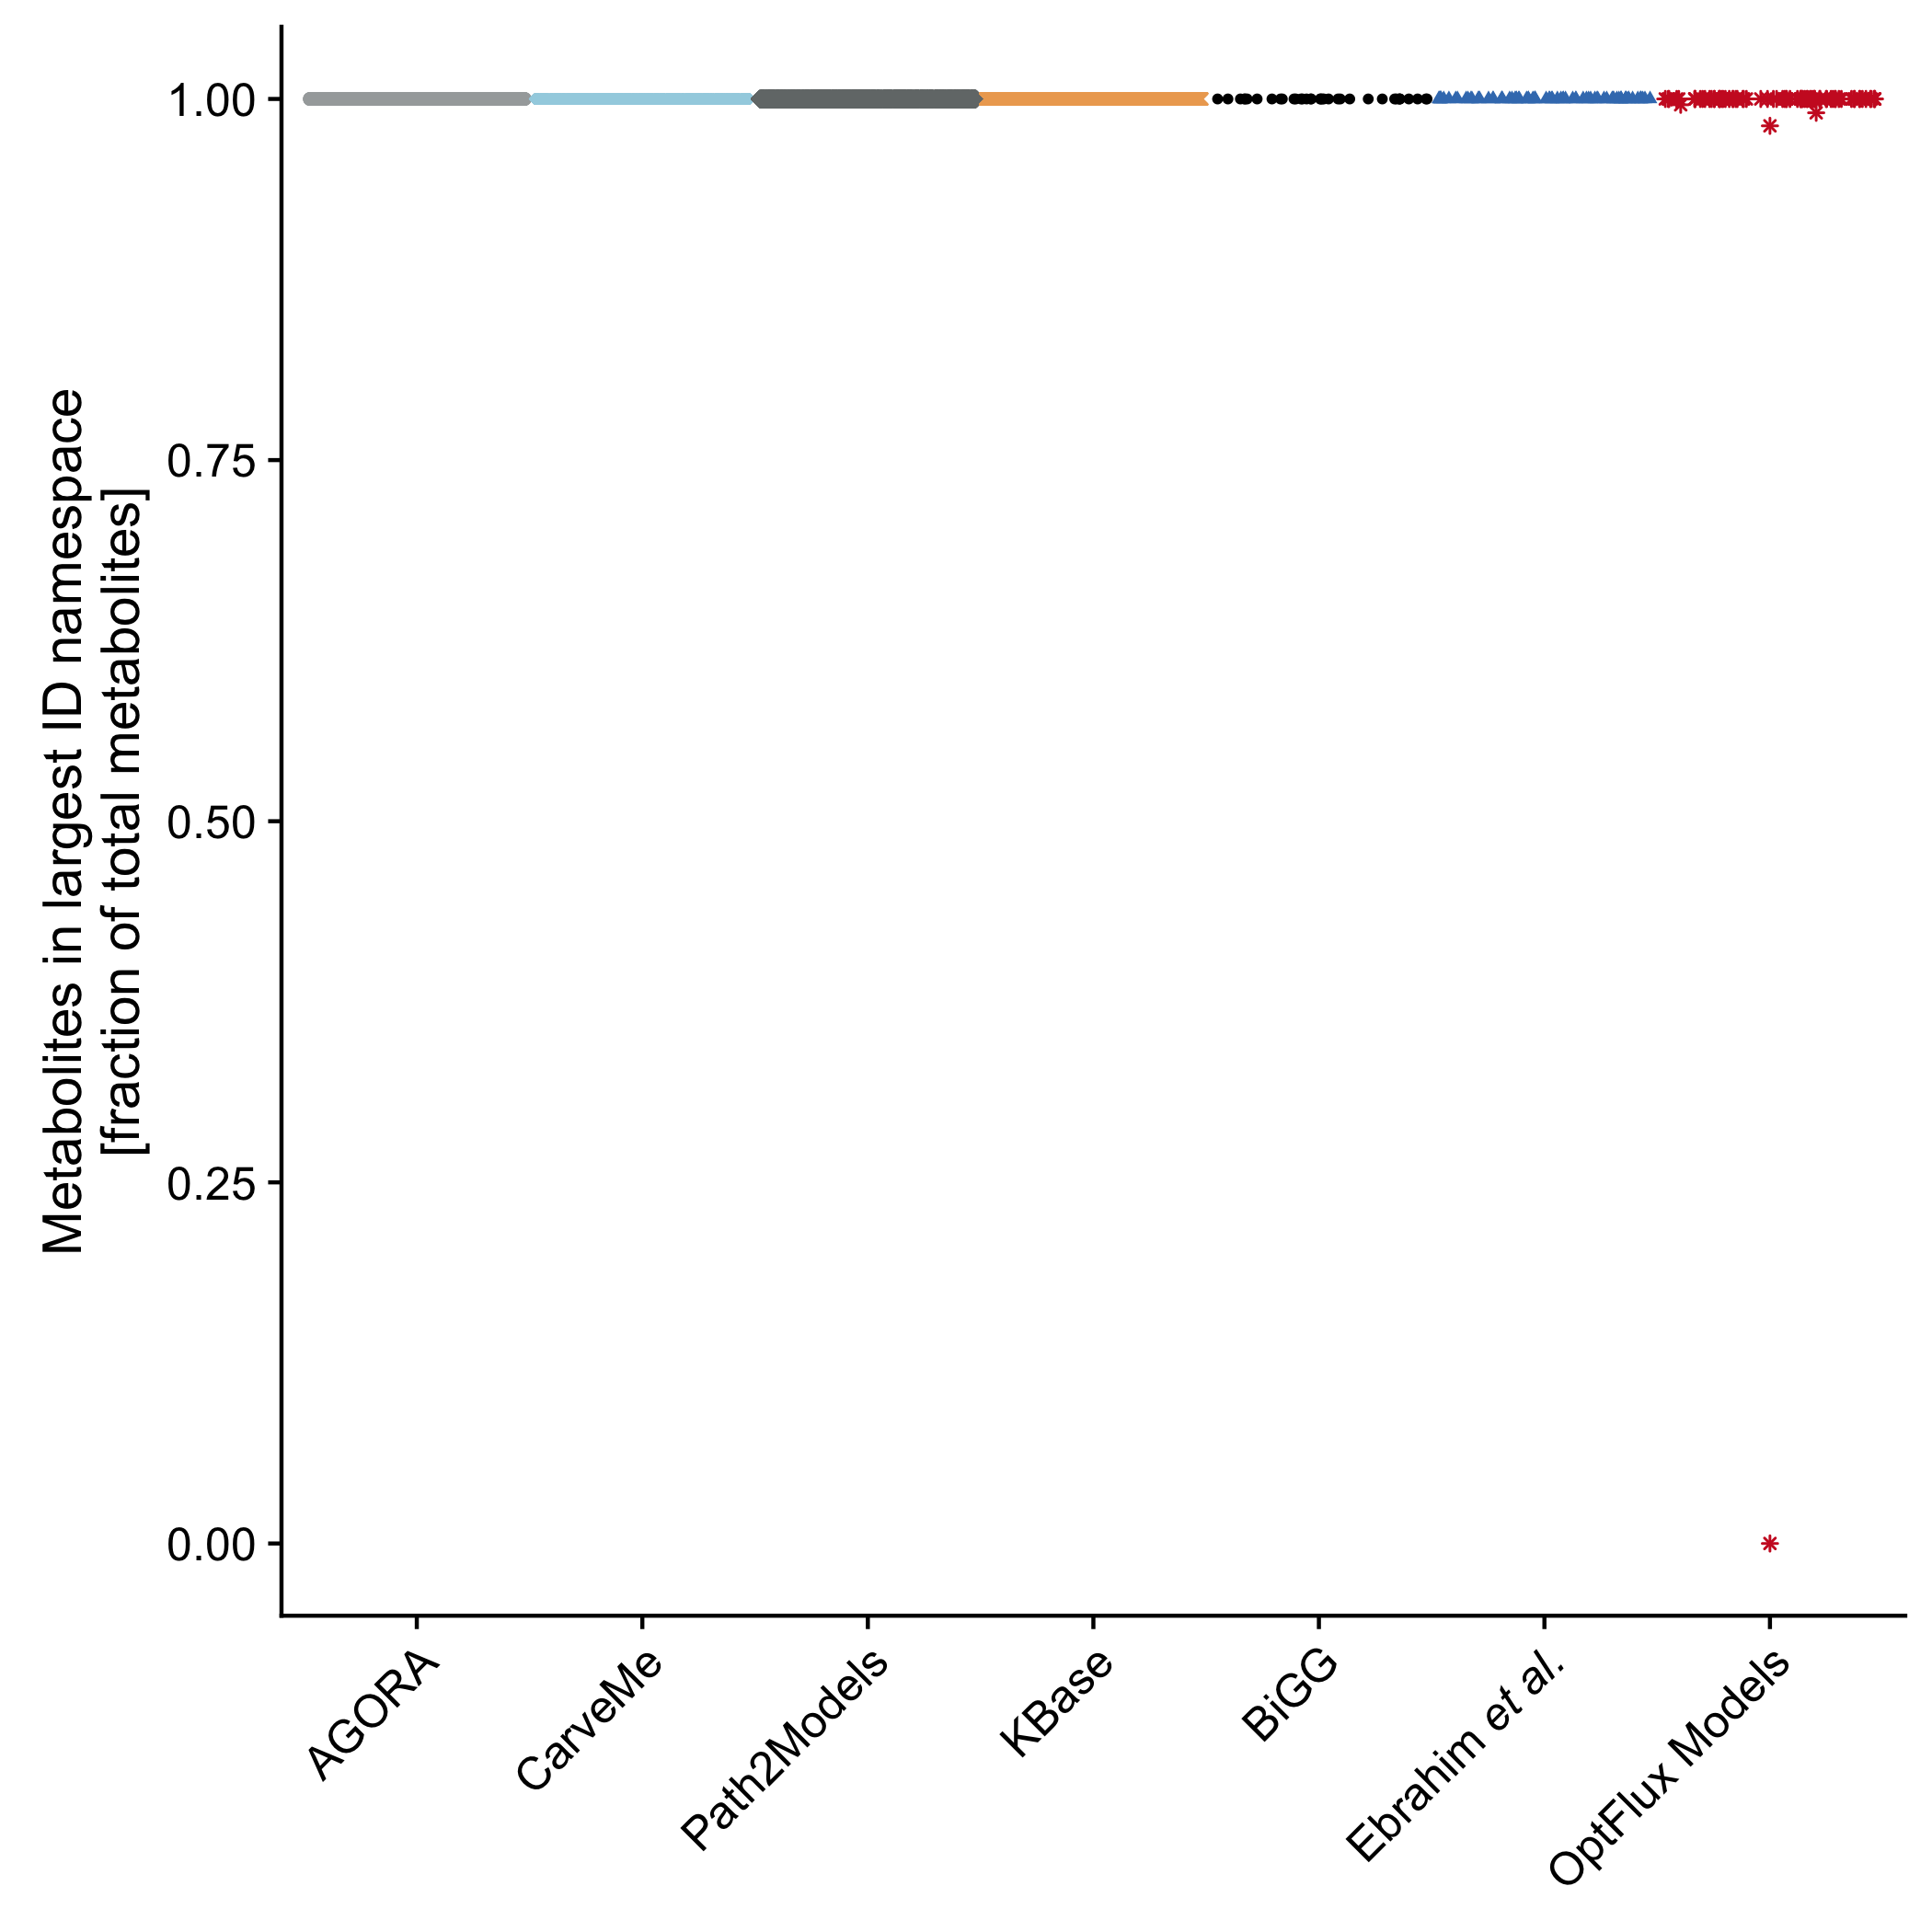 Metabolites in largest ID namespace
[fraction of total metabolites]
1.00
0.75
0.50
0.25
0.00
AGORA
CarveMe
Path2Models
KBase
BiGG
Ebrahim et al.
OptFlux Models